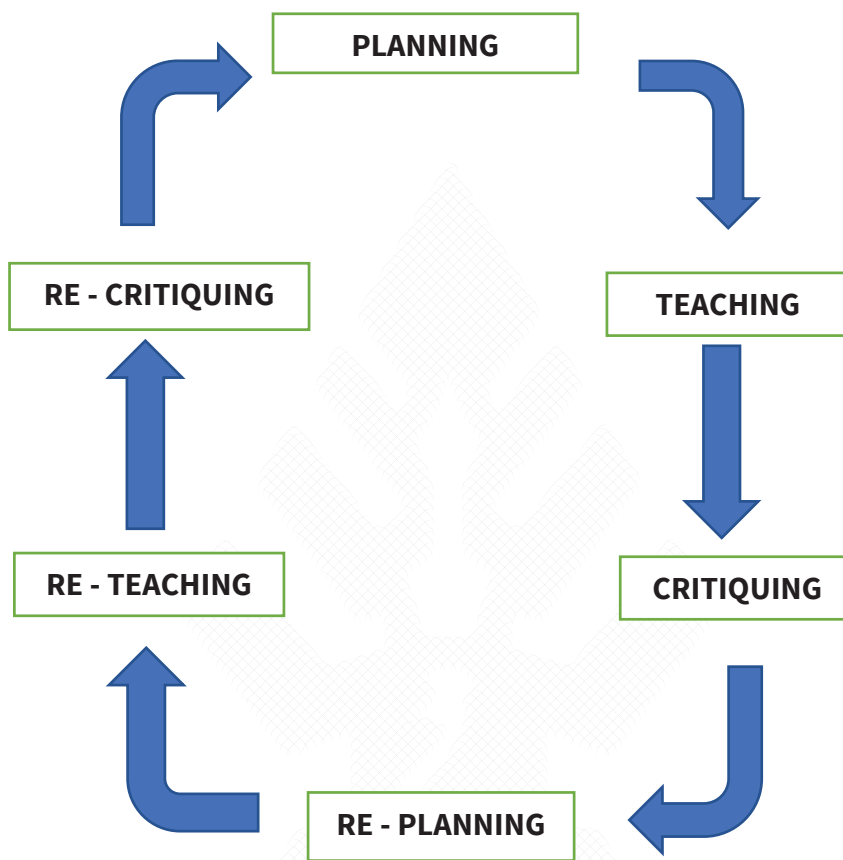 PLANNING
TEACHING
CRITIQUING
RE - PLANNING
RE - TEACHING
RE - CRITIQUING